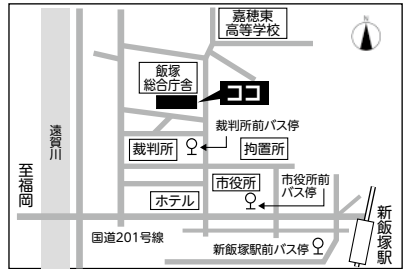 嘉穂東
高等学校
N
飯塚
総合庁舎
ココ
遠賀川
裁判所前バス停
裁判所
拘置所
至福岡
市役所
市役所前
バス停
ホテル
新飯塚駅
国道201号線
新飯塚駅前バス停